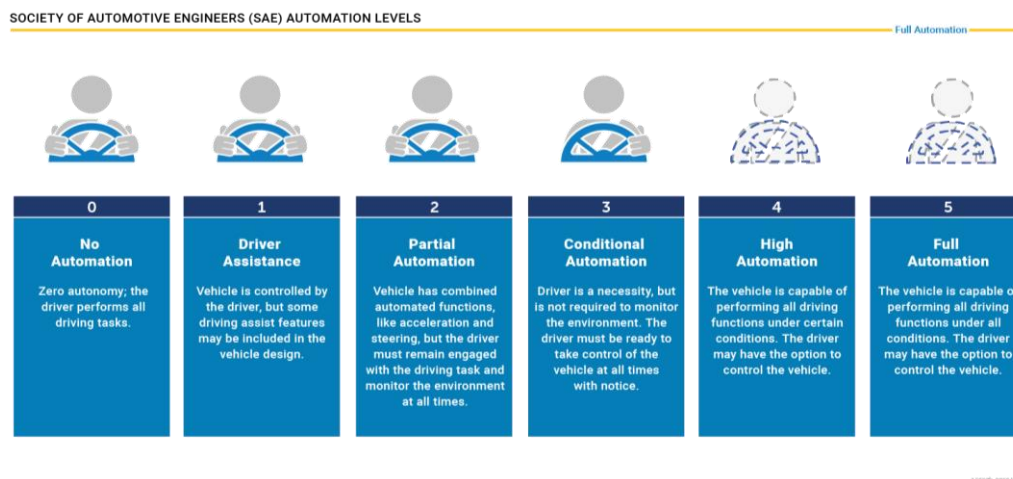 SOCIETY OF AUTOMOTIVE ENGINEERS (SAE) AUTOMATION LEVELS
Full Automation
0
No
Automation
Zero autonomy; the
driver performs all
driving tasks.
1
Driver
Assistance
Vehicle is controlled by
the driver, but some
driving assist features
may be included in the
vehicle design.
2
Partial
Automation
Vehicle has combined
automated functions,
like acceleration and
steering, but the driver
must remain engaged
with the driving task and
monitor the environment
at all times.
3
Conditional
Automation
Driver is a necessity, but
is not required to monitor
the environment. The
driver must be ready to
take control of the
vehicle at all times
with notice.
4
High
Automation
The vehicle is capable of
performing all driving
functions under certain
conditions. The driver
may have the option to
control the vehicle.
5
Full
Automation
The vehicle is capable o
performing all driving
functions under all
conditions. The driver
may have the option to
control the vehicle.